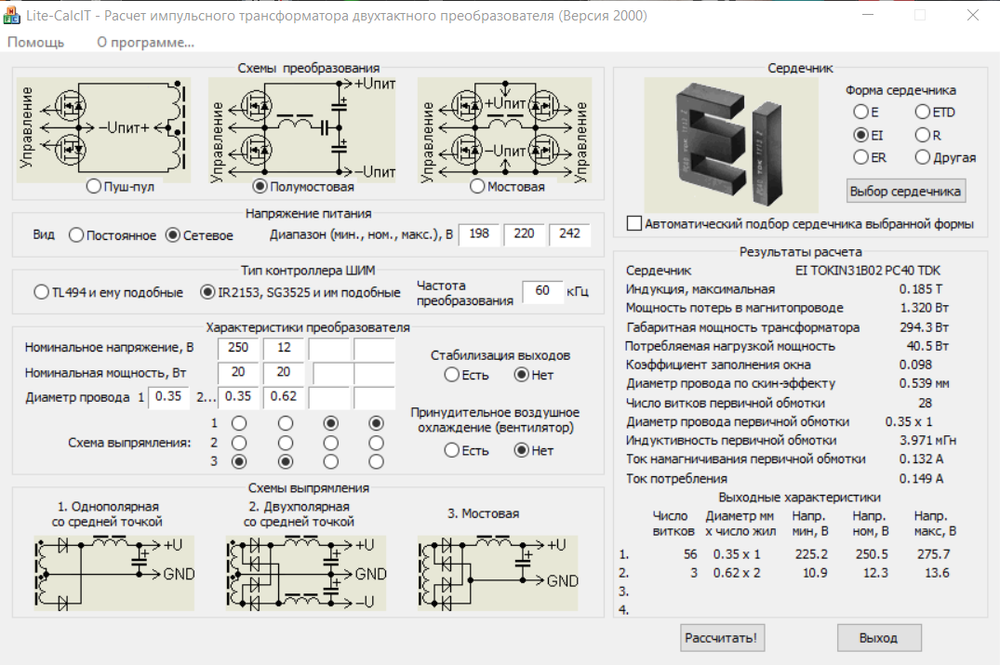 Lite-CalcIT - Расчет импульсного трансформатора двухтактного преобразователя (Версия 2000)
Помощь О программе...
Схемы преобразования
Управление
-Uпит+
Пуш-пул
Управление
+Uпит
-Uпит
Полумостовая
Управление
+Uпит
-Uпит
Управление
Мостовая
Напряжение питания
Вид Постоянное Сетевое Диапазон (мин., ном., макс.), В 198 220 242
Тип контроллера ШИМ
TL494 и ему подобные IR2153, SG3525 и им подобные Частота преобразования 60 кГц
Характеристики преобразователя
Номинальное напряжение, В 250 12
Номинальная мощность, Вт 20 20
Диаметр провода 1 0.35 2... 0.35 0.62
Схема выпрямления:
1
2
3
Стабилизация выходов
Есть Нет
Принудительное воздушное
охлаждение (вентилятор)
Есть Нет
Схемы выпрямления
1. Однополярная
со средней точкой
+U
GND
2. Двухполярная
со средней точкой
+U
GND
-U
3. Мостовая
+U
GND
Сердечник
Форма сердечника
E ETD
EI R
ER Другая
Выбор сердечника
Автоматический подбор сердечника выбранной формы
Результаты расчета
Сердечник EI TOKIN31B02 PC40 TDK
Индукция, максимальная 0.185 Т
Мощность потерь в магнитопроводе 1.320 Вт
Габаритная мощность трансформатора 294.3 Вт
Потребляемая нагрузкой мощность 40.5 Вт
Коэффициент заполнения окна 0.098
Диаметр провода по скин-эффекту 0.539 мм
Число витков первичной обмотки 28
Диаметр провода первичной обмотки 0.35 x 1
Индуктивность первичной обмотки 3.971 мГн
Ток намагничивания первичной обмотки 0.132 А
Ток потребления 0.149 А
Выходные характеристики
Число Диаметр мм Напр. Напр. Напр.
витков х число жил мин, В ном, В макс, В
1. 56 0.35 x 1 225.2 250.5 275.7
2. 3 0.62 x 2 10.9 12.3 13.6
3.
4.
Рассчитать! Выход